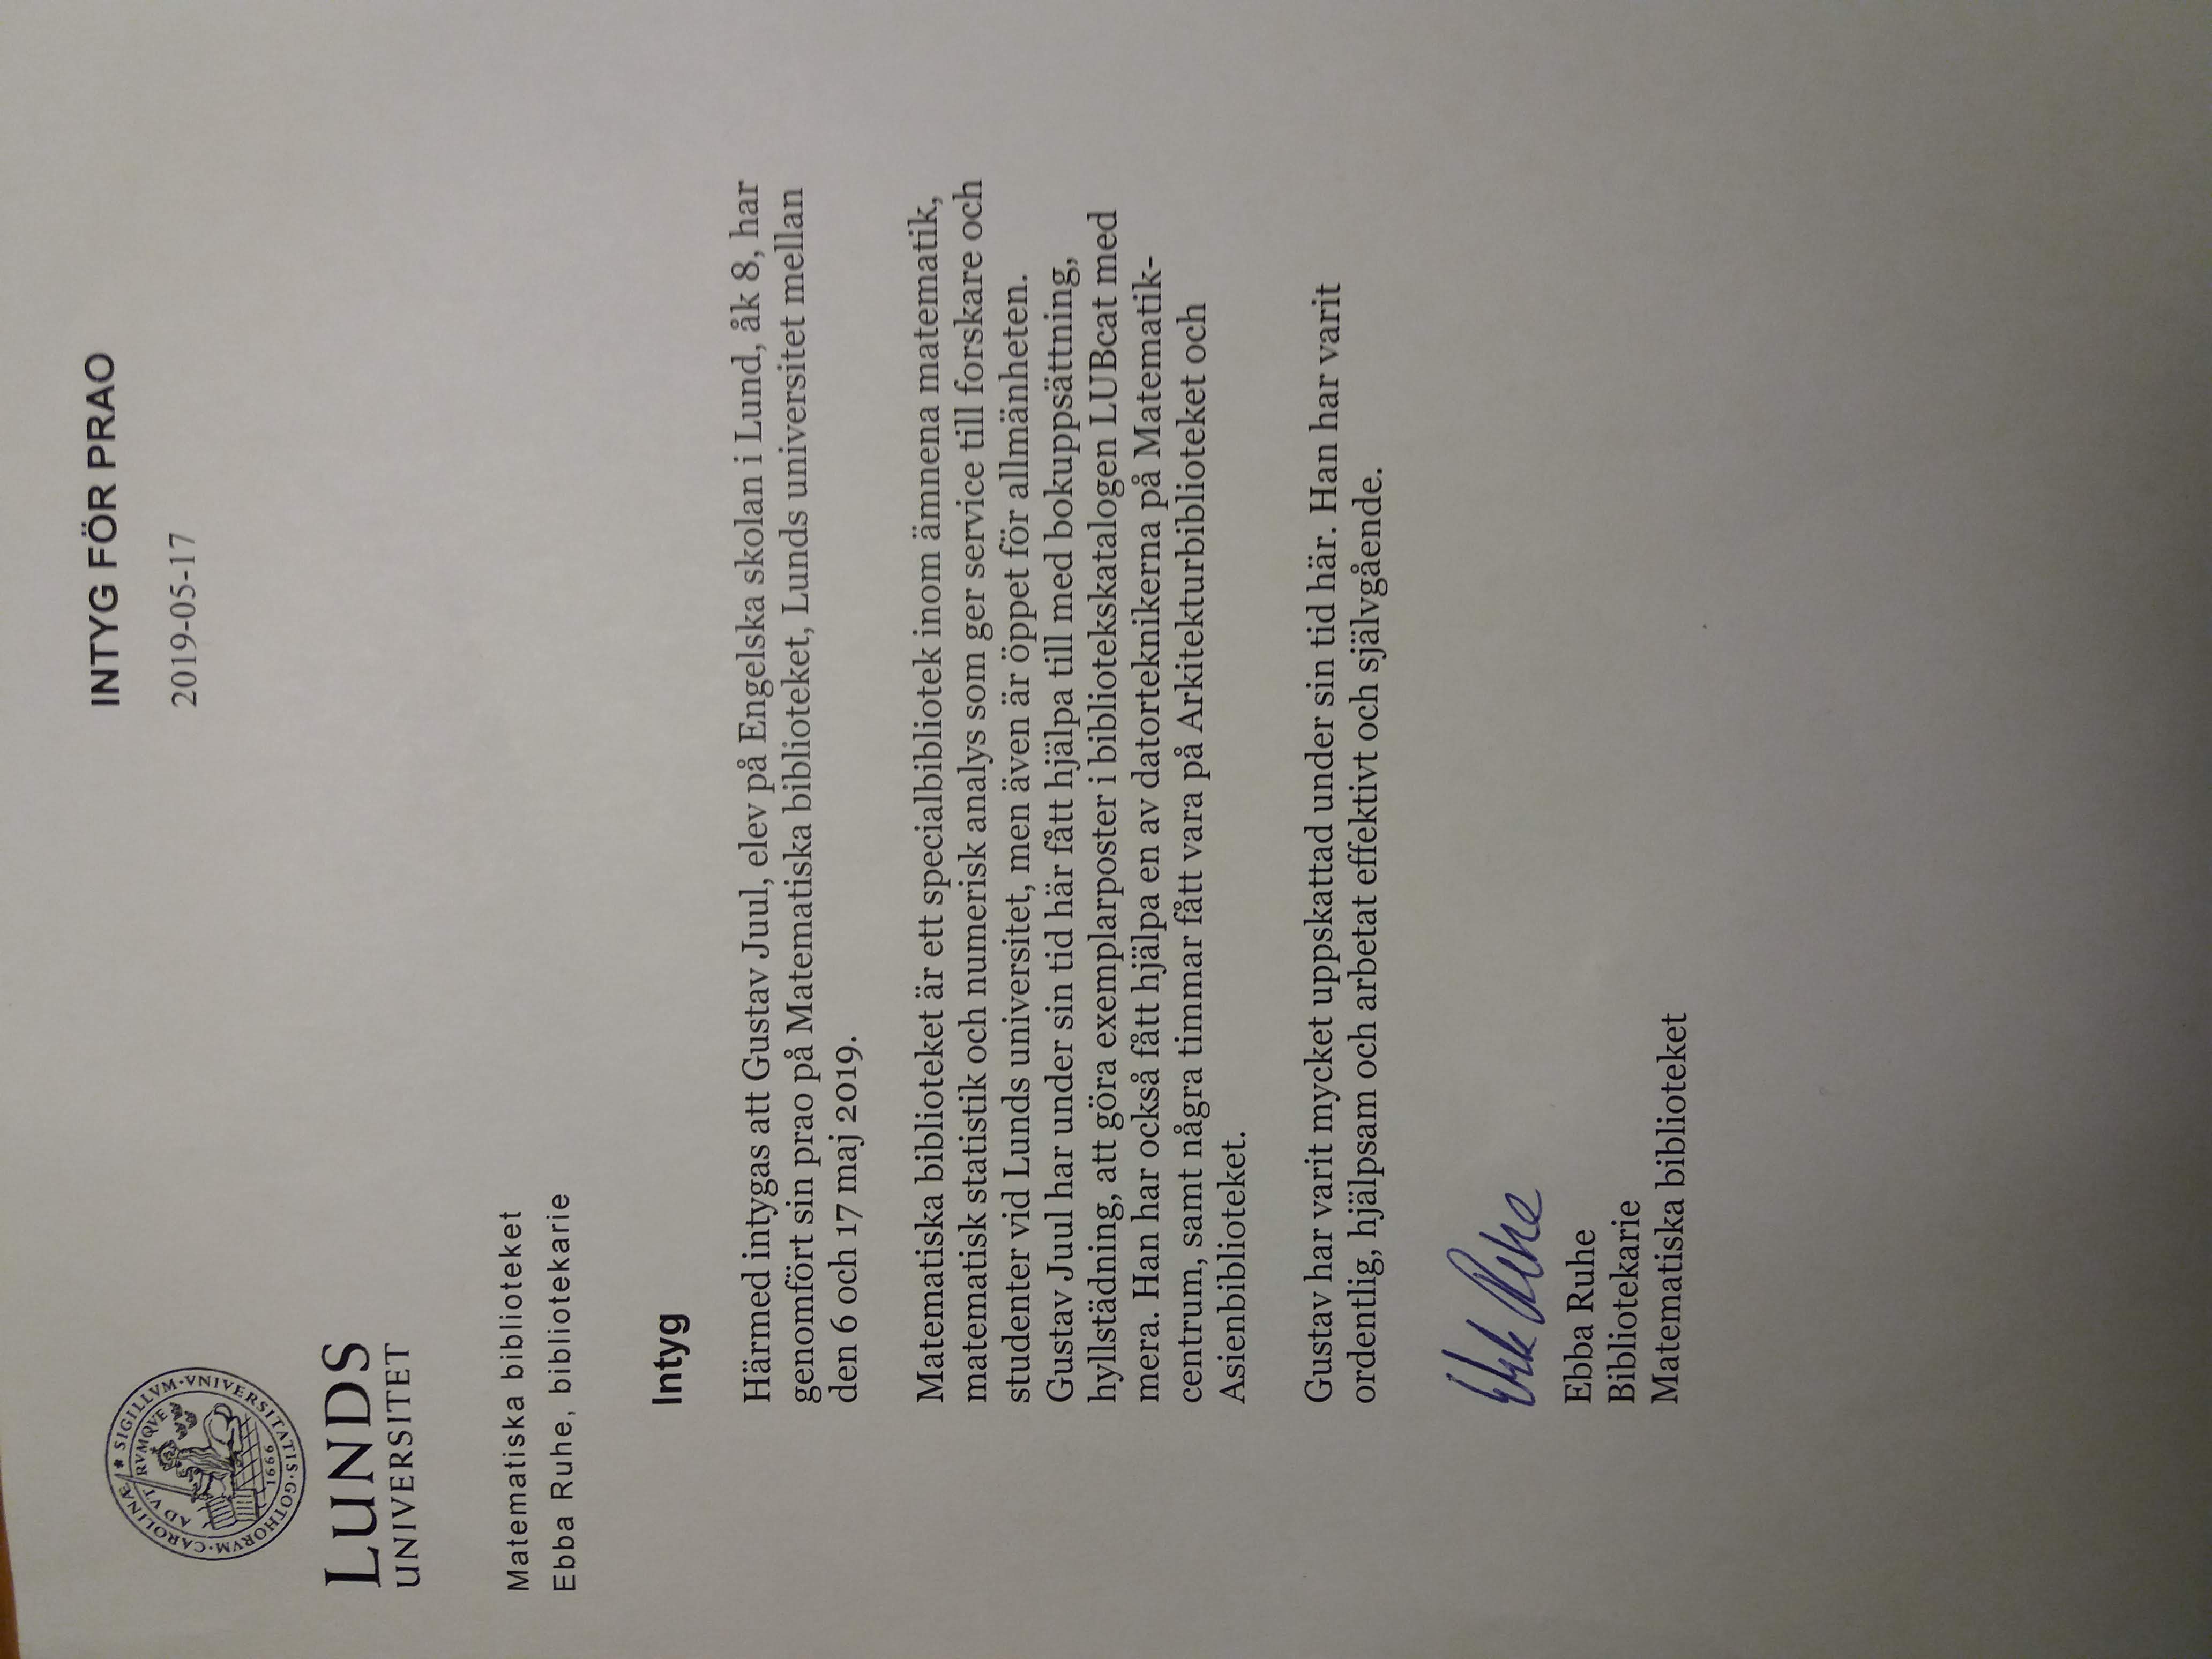 INTYG FÖR PRAO
2019-05-17
SIGILLVM·VNIVERSITATIS·GOTHORVM·CAROLINÆ
AD VTRVMQVE
1666
LUNDS
UNIVERSITET
Matematiska biblioteket
Ebba Ruhe, bibliotekarie
Intyg
Härmed intygas att Gustav Juul, elev på Engelska skolan i Lund, åk 8, har
genomfört sin prao på Matematiska biblioteket, Lunds universitet mellan
den 6 och 17 maj 2019.
Matematiska biblioteket är ett specialbibliotek inom ämnena matematik,
matematisk statistik och numerisk analys som ger service till forskare och
studenter vid Lunds universitet, men även är öppet för allmänheten.
Gustav Juul har under sin tid här fått hjälpa till med bokuppsättning,
hyllstädning, att göra exemplarposter i bibliotekskatalogen LUBcat med
mera. Han har också fått hjälpa en av datorteknikerna på Matematik-
centrum, samt några timmar fått vara på Arkitekturbiblioteket och
Asienbiblioteket.
Gustav har varit mycket uppskattad under sin tid här. Han har varit
ordentlig, hjälpsam och arbetat effektivt och självgående.
Ebba Ruhe
Ebba Ruhe
Bibliotekarie
Matematiska biblioteket